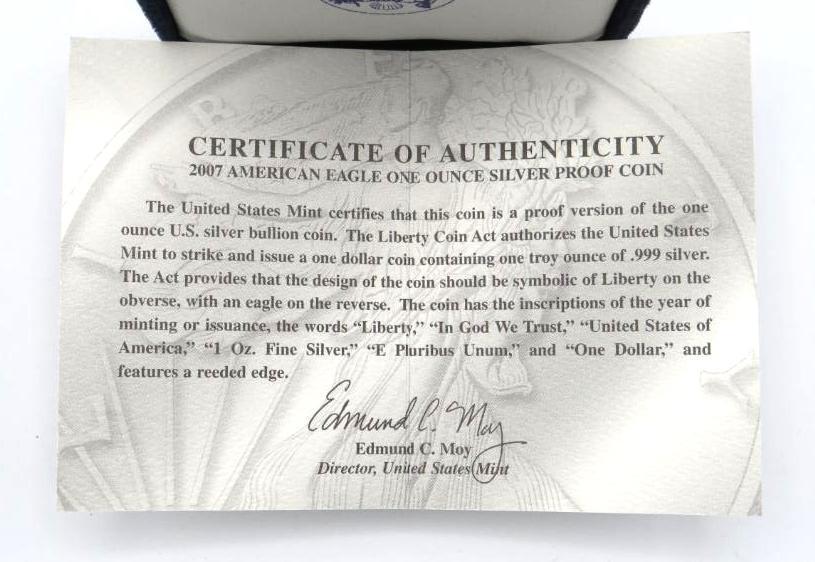 CERTIFICATE OF AUTHENTICITY
2007 AMERICAN EAGLE ONE OUNCE SILVER PROOF COIN
The United States Mint certifies that this coin is a proof version of the one
ounce U.S. silver bullion coin. The Liberty Coin Act authorizes the United States
Mint to strike and issue a one dollar coin containing one troy ounce of .999 silver.
The Act provides that the design of the coin should be symbolic of Liberty on the
obverse, with an eagle on the reverse. The coin has the inscriptions of the year of
minting or issuance, the words “Liberty,” “In God We Trust,” “United States of
America,” “1 Oz. Fine Silver,” “E Pluribus Unum,” and “One Dollar,” and
features a reeded edge.
Edmund C. Moy
Edmund C. Moy
Director, United States Mint